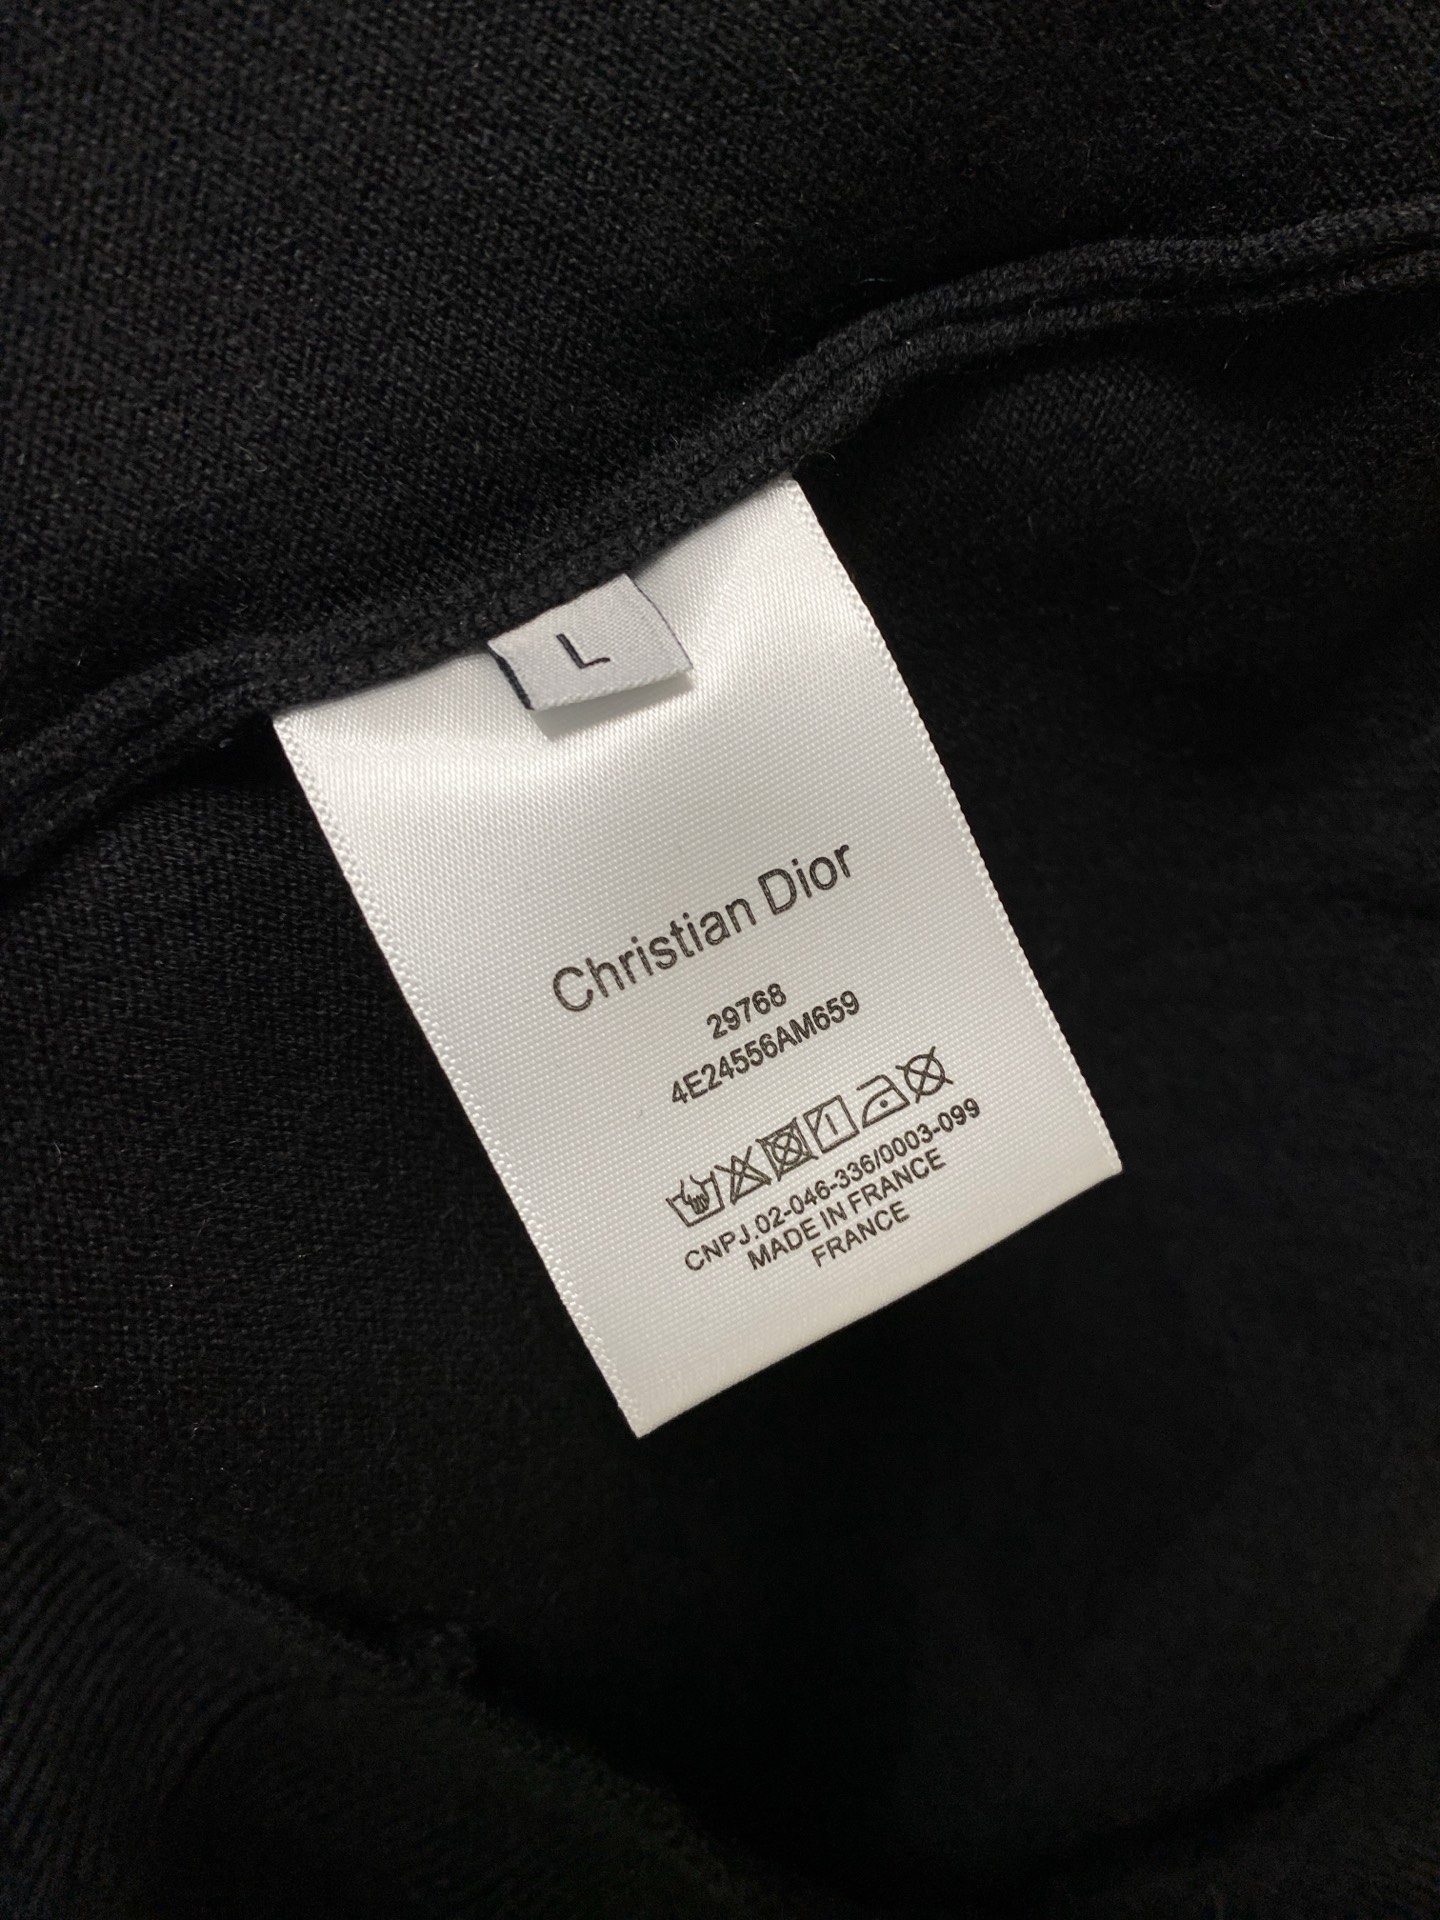 L
Christian Dior
29768
4E24556AM659
CNPJ.02-046-336/0003-099
MADE IN FRANCE
FRANCE